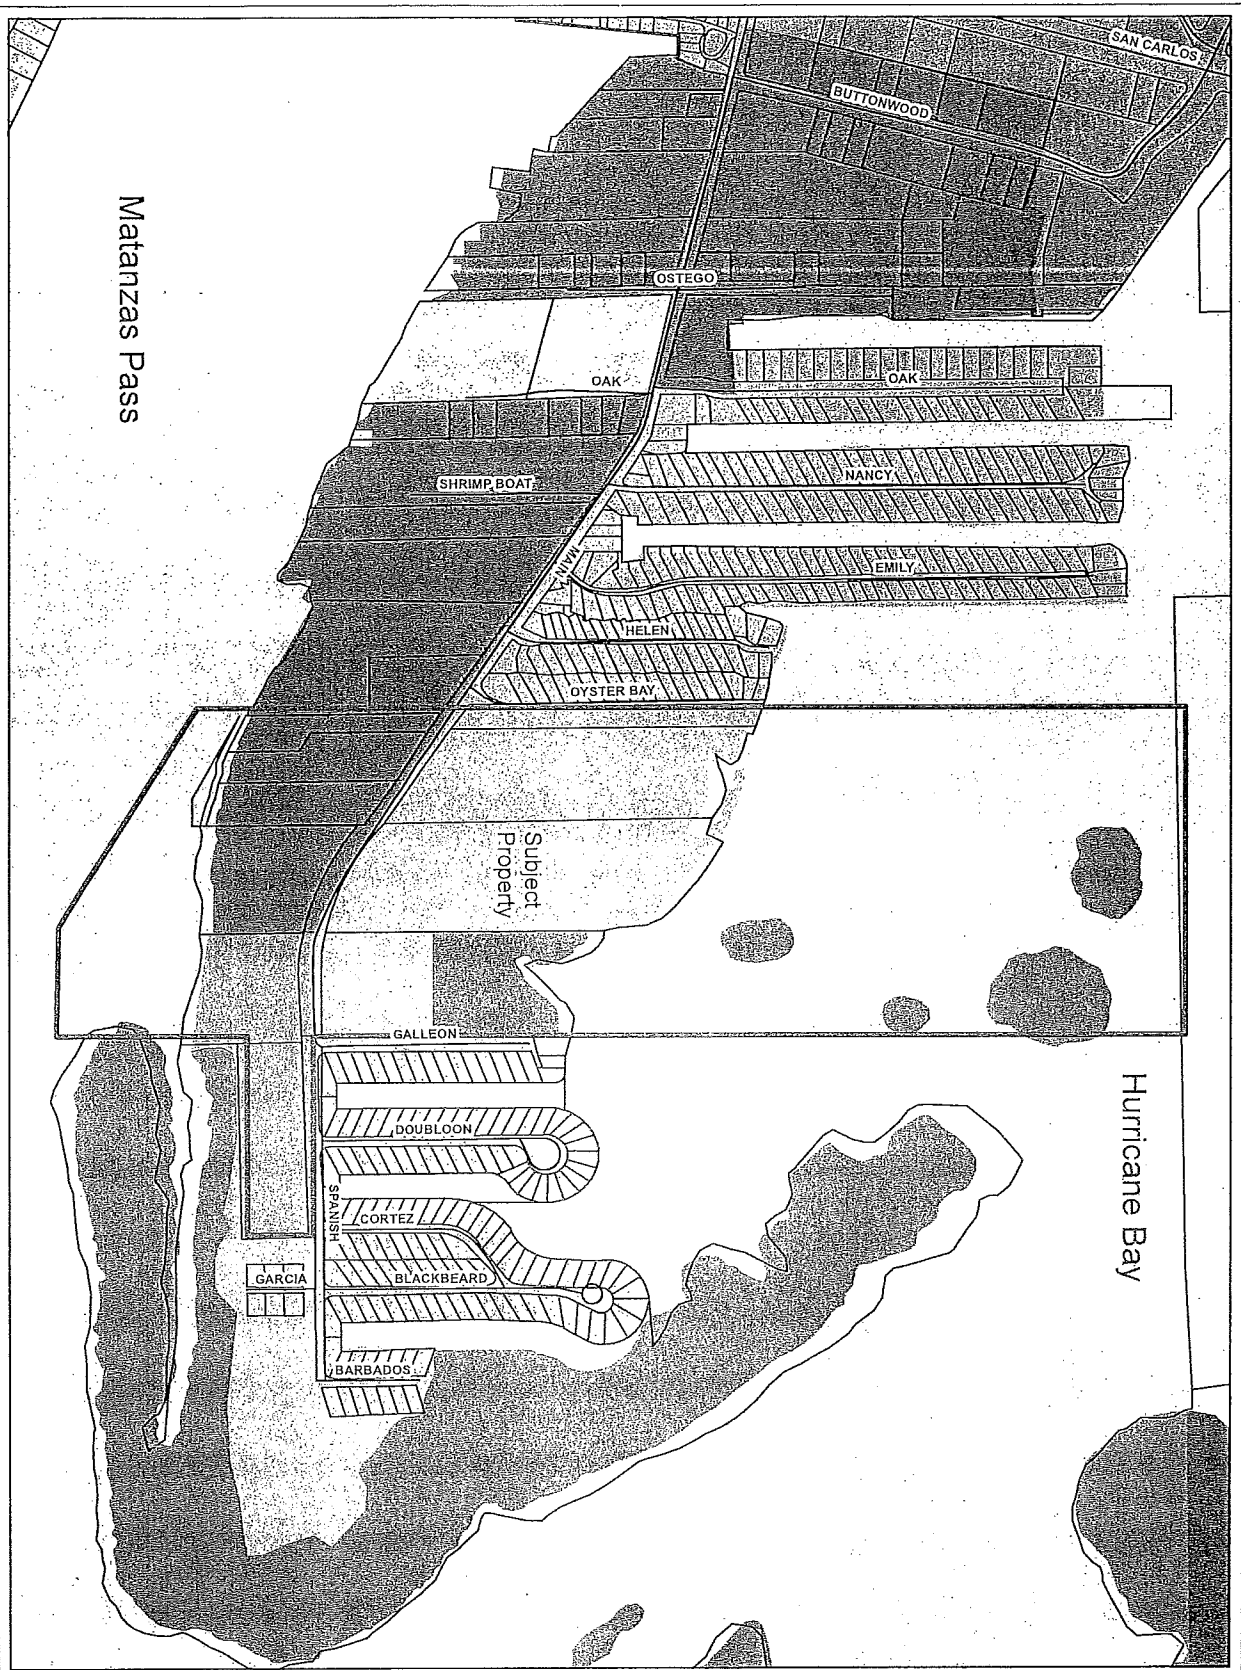 SAN CARLOS
BUTTONWOOD
Matanzas Pass
OSTEGO
OAK
OAK
NANCY
SHRIMP BOAT
MAIN
EMILY
HELEN
OYSTER BAY
Subject
Property
GALLEON
Hurricane Bay
DOUBLOON
SPANISH
CORTEZ
GARCIA
BLACKBEARD
BARBADOS